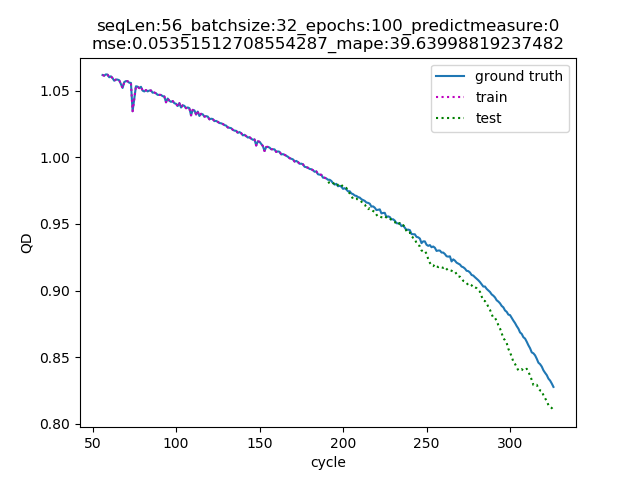 seqLen:56_batchsize:32_epochs:100_predictmeasure:0
mse:0.05351512708554287_mape:39.63998819237482
ground truth
train
test
1.05
1.00
0.95
0.90
0.85
0.80
QD
50 100 150 200 250 300
cycle